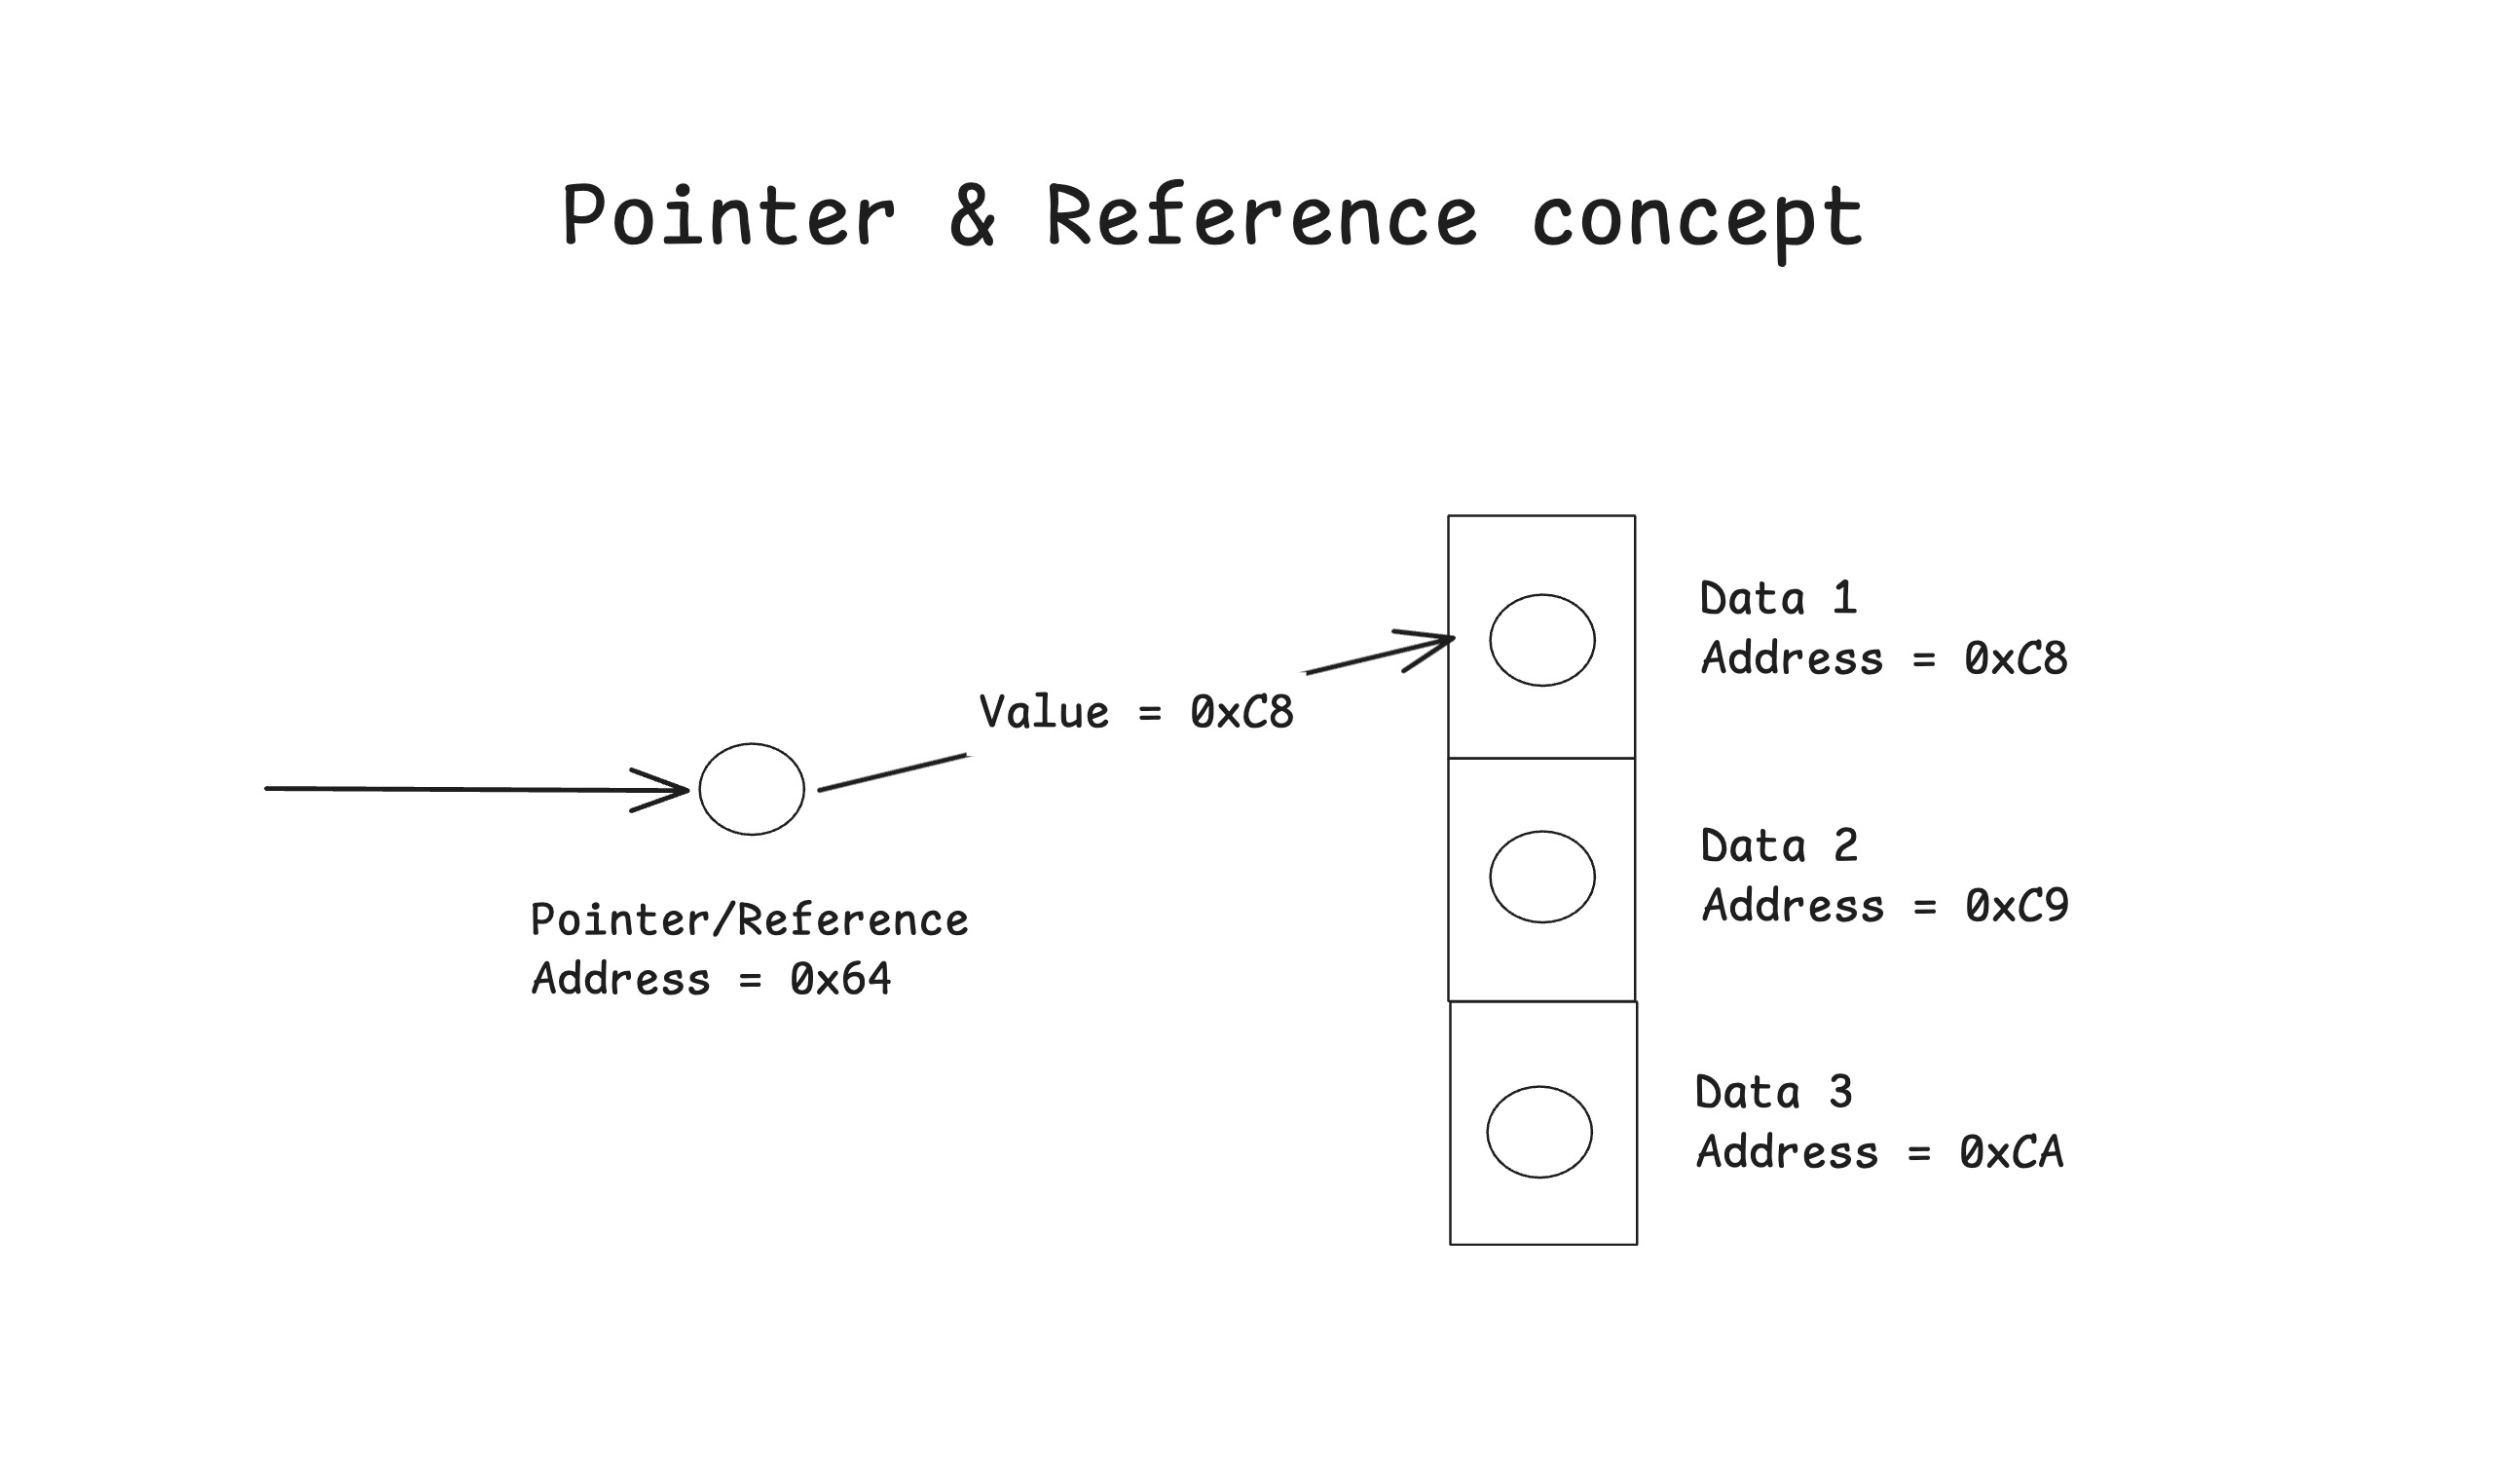 Pointer & Reference concept
Data 1
Address = 0xC8
Value = 0xC8
Data 2
Address = 0xC9
Pointer/Reference
Address = 0x64
Data 3
Address = 0xCA